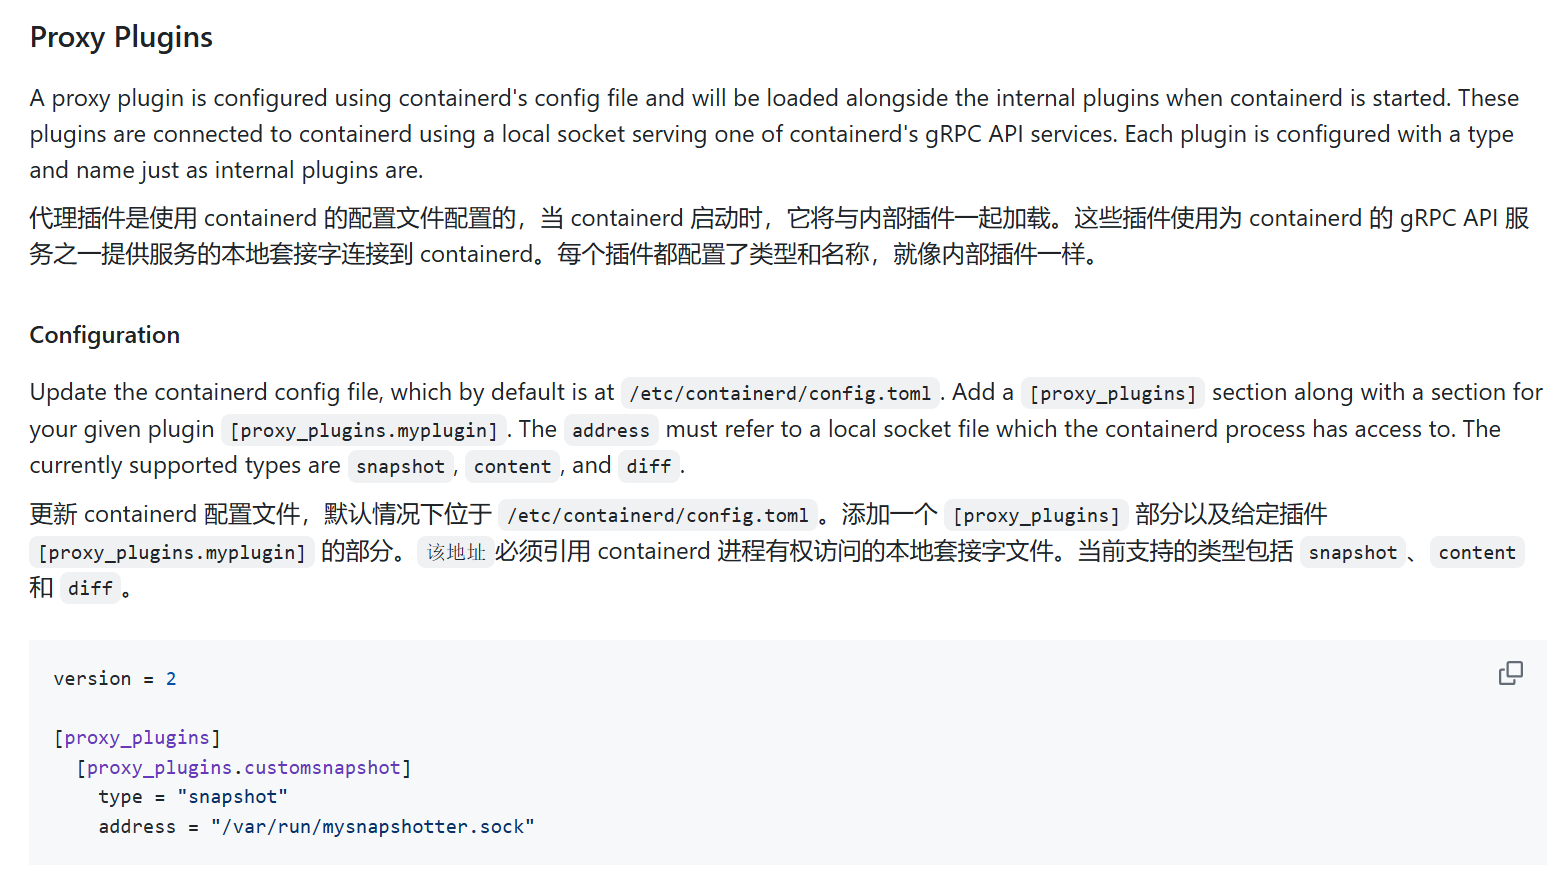 Proxy Plugins
A proxy plugin is configured using containerd's config file and will be loaded alongside the internal plugins when containerd is started. These
plugins are connected to containerd using a local socket serving one of containerd's gRPC API services. Each plugin is configured with a type
and name just as internal plugins are.
代理插件是使用 containerd 的配置文件配置的，当 containerd 启动时，它将与内部插件一起加载。这些插件使用为 containerd 的 gRPC API 服
务之一提供服务的本地套接字连接到 containerd。每个插件都配置了类型和名称，就像内部插件一样。
Configuration
Update the containerd config file, which by default is at /etc/containerd/config.toml. Add a [proxy_plugins] section along with a section for
your given plugin [proxy_plugins.myplugin]. The address must refer to a local socket file which the containerd process has access to. The
currently supported types are snapshot, content, and diff.
更新 containerd 配置文件，默认情况下位于 /etc/containerd/config.toml。添加一个 [proxy_plugins] 部分以及给定插件
[proxy_plugins.myplugin] 的部分。该地址必须引用 containerd 进程有权访问的本地套接字文件。当前支持的类型包括 snapshot、content
和 diff。
version = 2
[proxy_plugins]
[proxy_plugins.customsnapshot]
type = "snapshot"
address = "/var/run/mysnapshotter.sock"